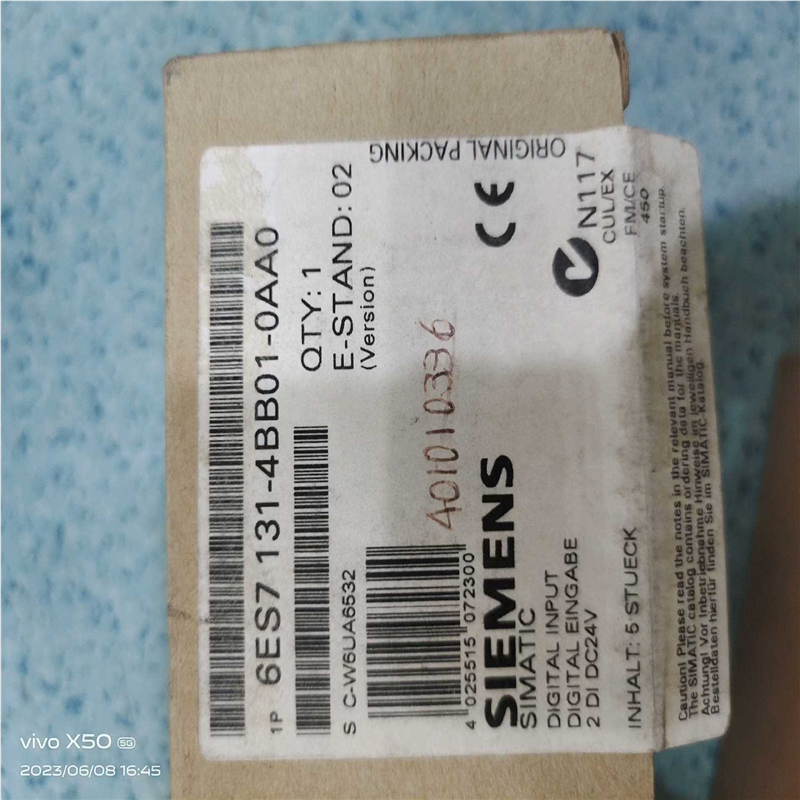 1P 6ES7 131-4BB01-0AA0
QTY: 1
E-STAND: 02
(Version)
S C-W6UA6532
4 025515 072300
401010336
ORIGINAL PACKING
CE
N117
CUL/EX
FM/CE
450
SIEMENS
SIMATIC
DIGITAL INPUT
DIGITAL EINGABE
2 DI DC24V
INHALT: 5 STUECK
Caution! Please read the notes in the relevant manual before system startup.
The SIMATIC catalog contains ordering data for the manuals.
Achtung! Vor Inbetriebnahme Hinweise im jeweiligen Handbuch beachten.
Bestelldaten hierfür finden Sie im SIMATIC-Katalog.
vivo X50 5G
2023/06/08 16:45